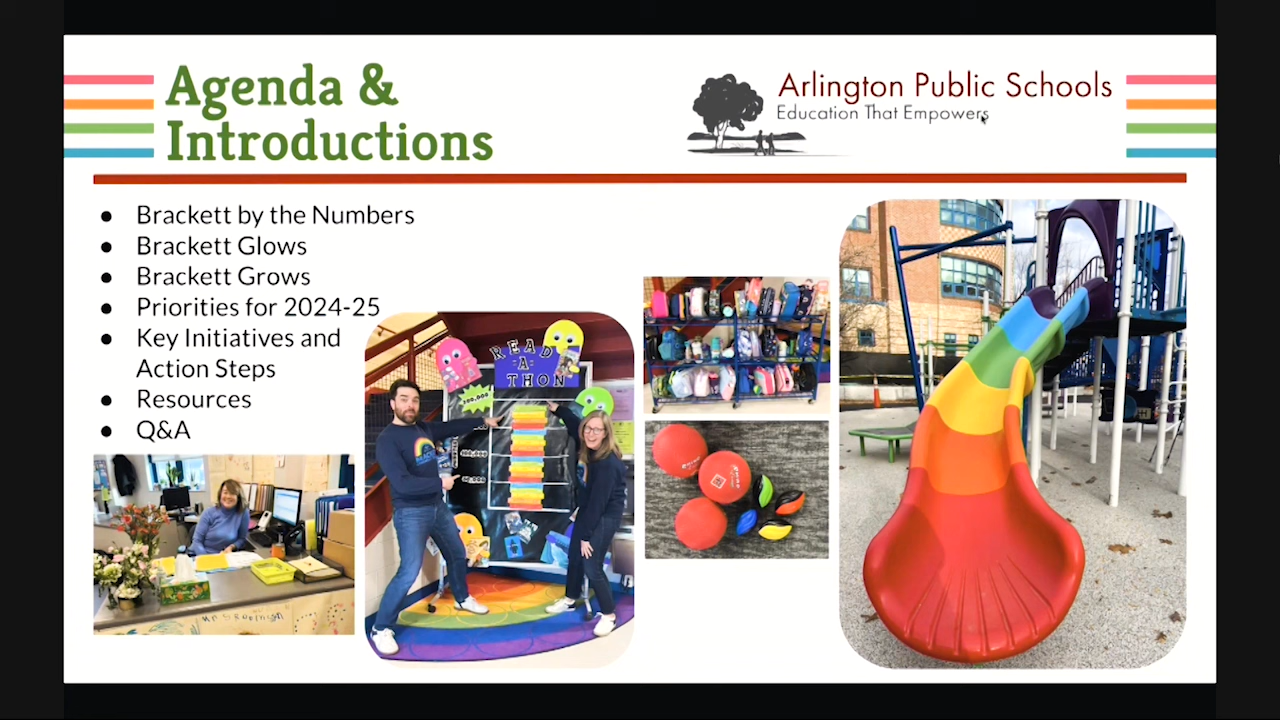 Agenda &
Introductions
Arlington Public Schools
Education That Empowers
● Brackett by the Numbers
● Brackett Glows
● Brackett Grows
● Priorities for 2024-25
● Key Initiatives and
Action Steps
● Resources
● Q&A
READ
-A-
THON